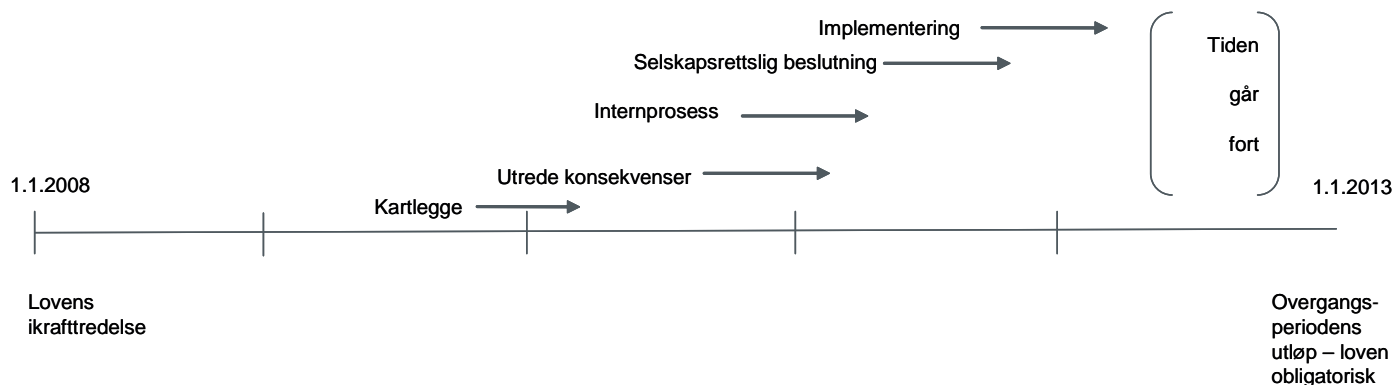 Implementering
Selskapsrettslig beslutning
Internprosess
Utrede konsekvenser
Kartlegge
Tiden
går
fort
1.1.2008
1.1.2013
Lovens
ikrafttredelse
Overgangs-
periodens
utløp – loven
obligatorisk